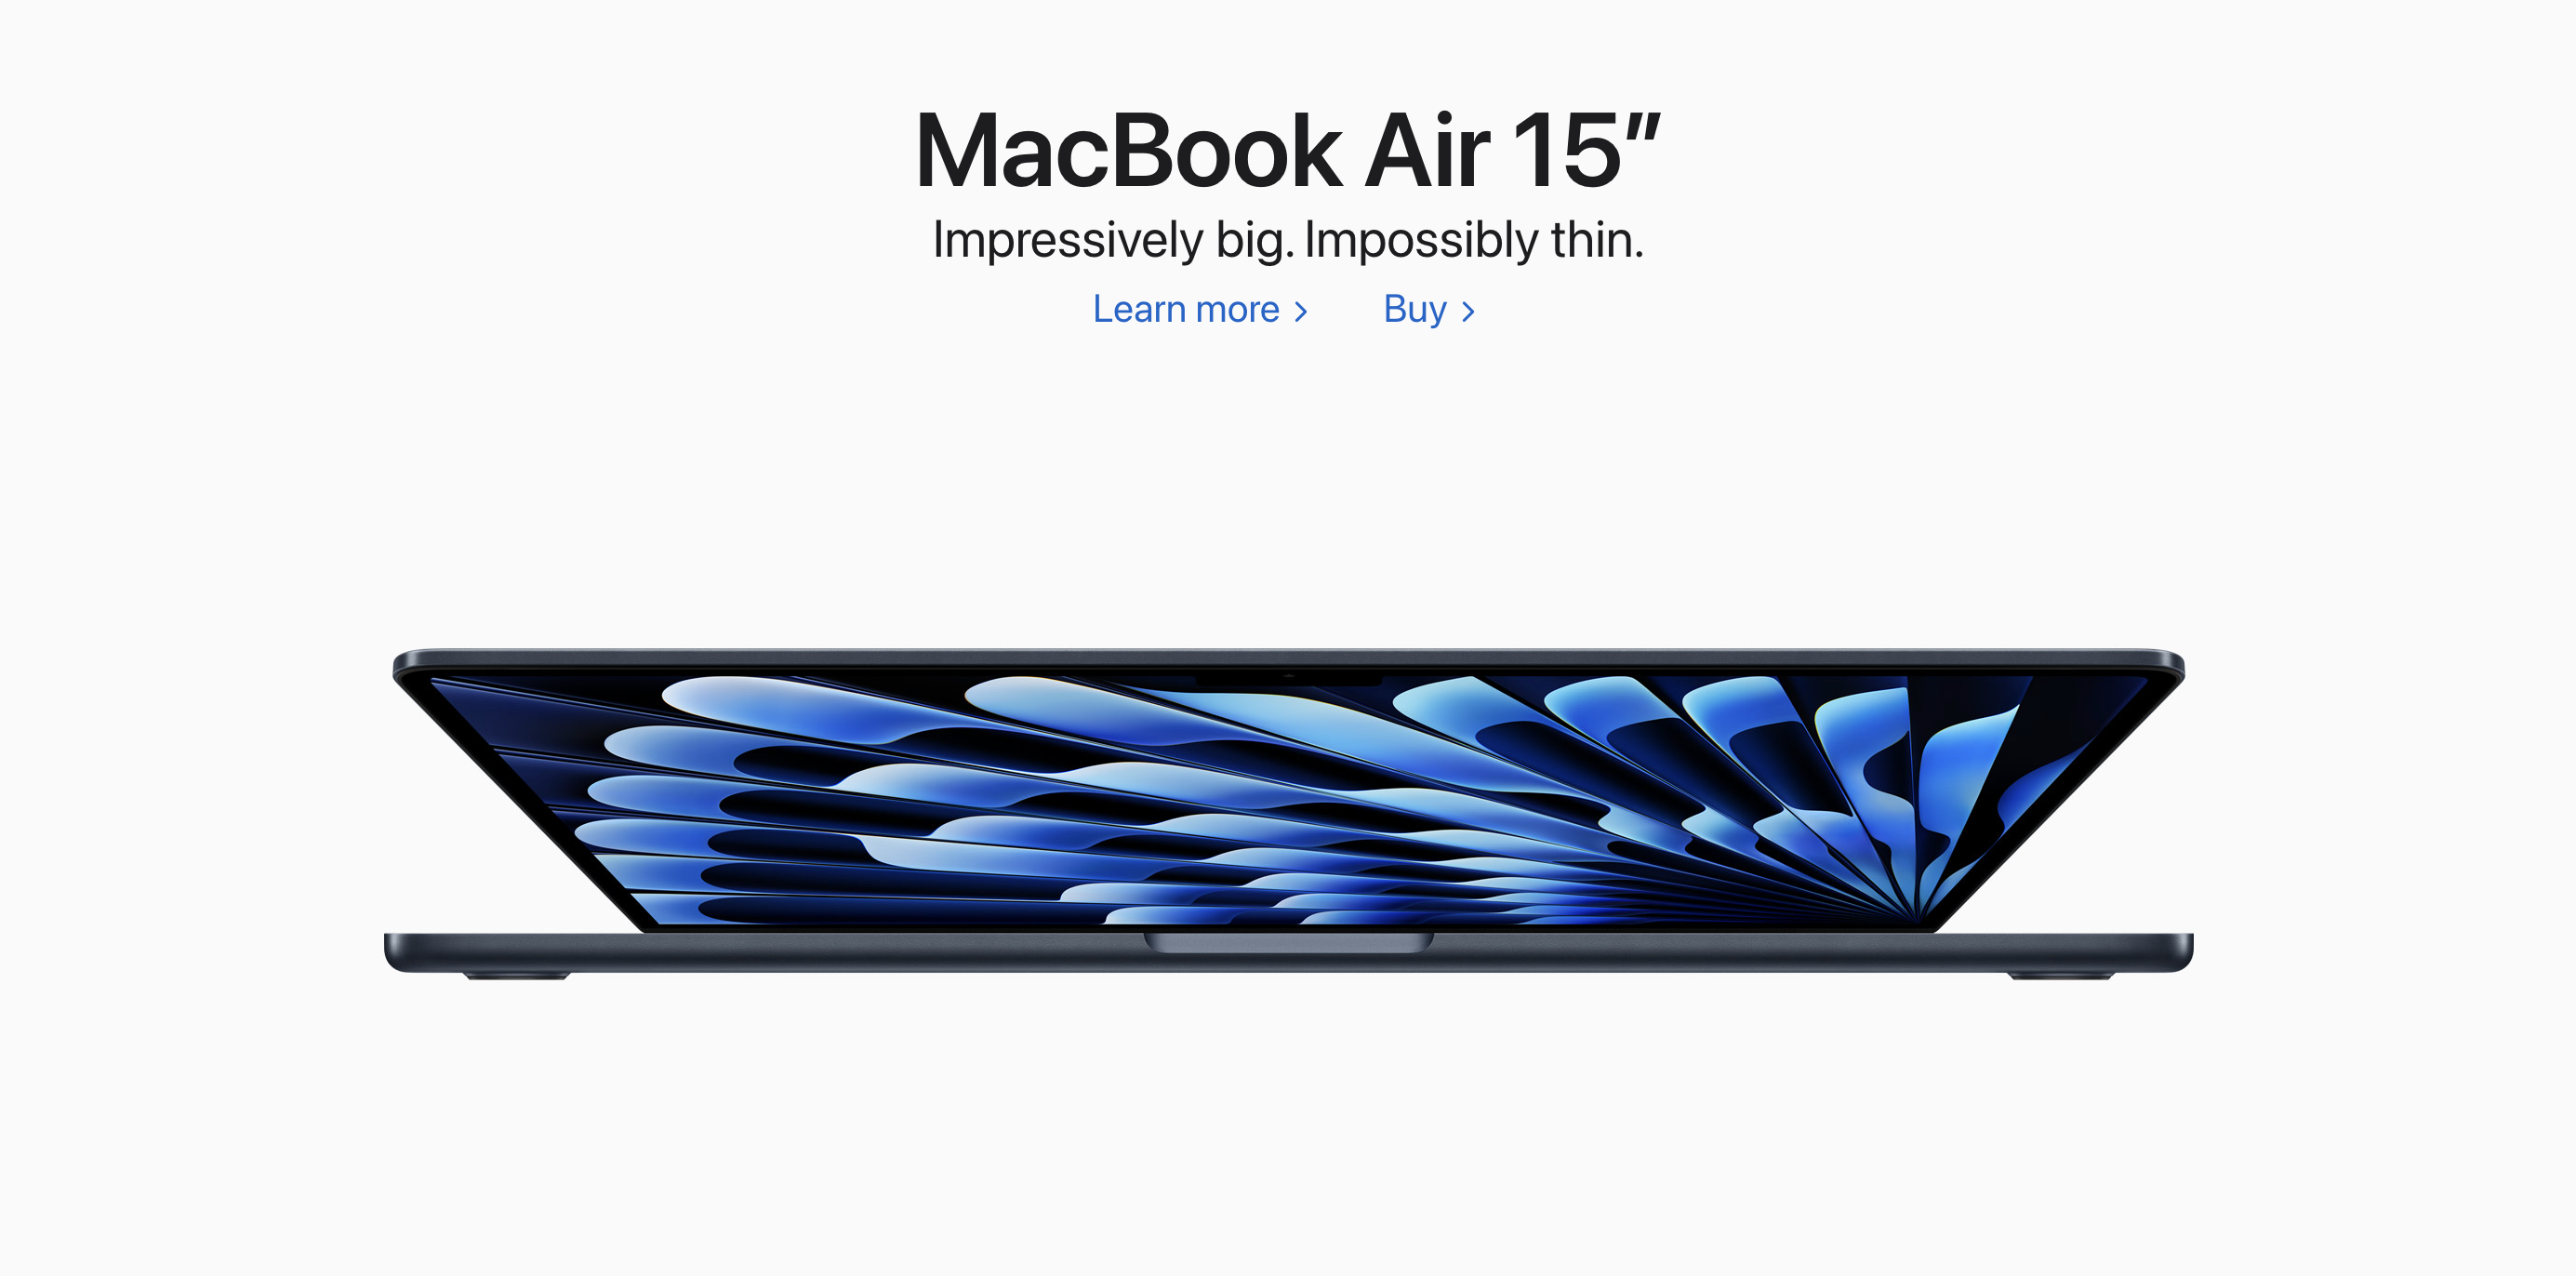 MacBook Air 15”
Impressively big. Impossibly thin.
Learn more > Buy >